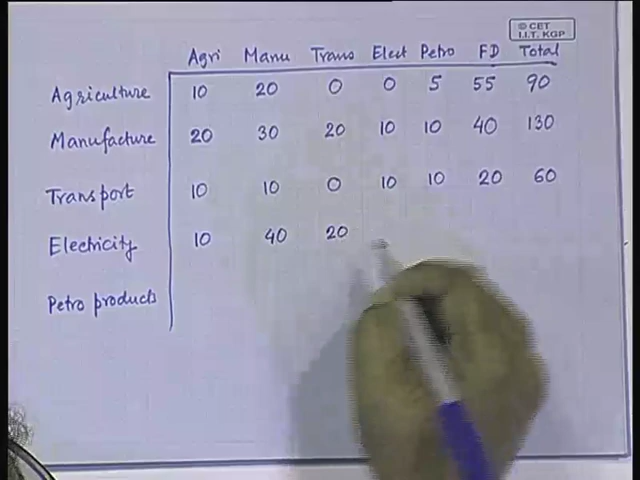 © CET
I.I.T. KGP
Agri Manu Trans Elect Petro FD Total
Agriculture 10 20 0 0 5 55 90
Manufacture 20 30 20 10 10 40 130
Transport 10 10 0 10 10 20 60
Electricity 10 40 20
Petro products